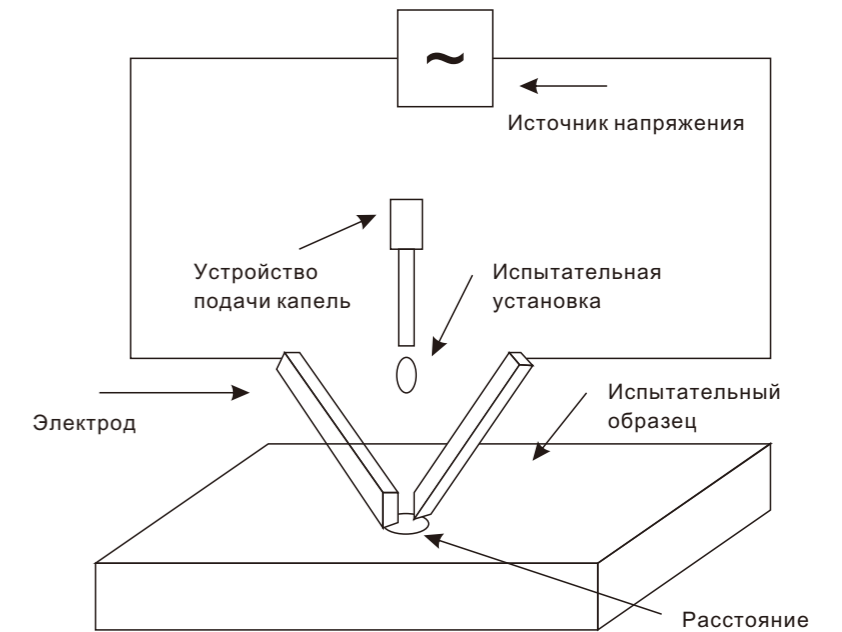 ~
Источник напряжения
Устройство
подачи капель
Испытательная
установка
Испытательный
образец
Электрод
Расстояние